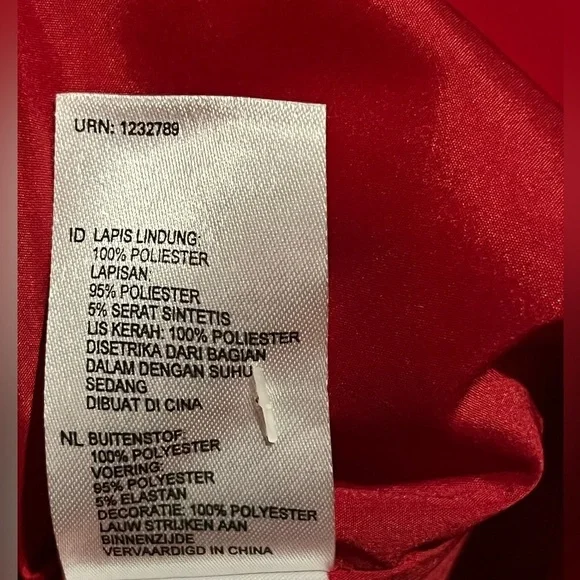 URN: 1232789
ID LAPIS LINDUNG:
100% POLIESTER
LAPISAN:
95% POLIESTER
5% SERAT SINTETIS
LIS KERAH: 100% POLIESTER
DISETRIKA DARI BAGIAN
DALAM DENGAN SUHU
SEDANG
DIBUAT DI CINA
NL BUITENSTOF:
100% POLYESTER
VOERING:
95% POLYESTER
5% ELASTAN
DECORATIE: 100% POLYESTER
LAUW STRIJKEN AAN
BINNENZIJDE
VERVAARDIGD IN CHINA